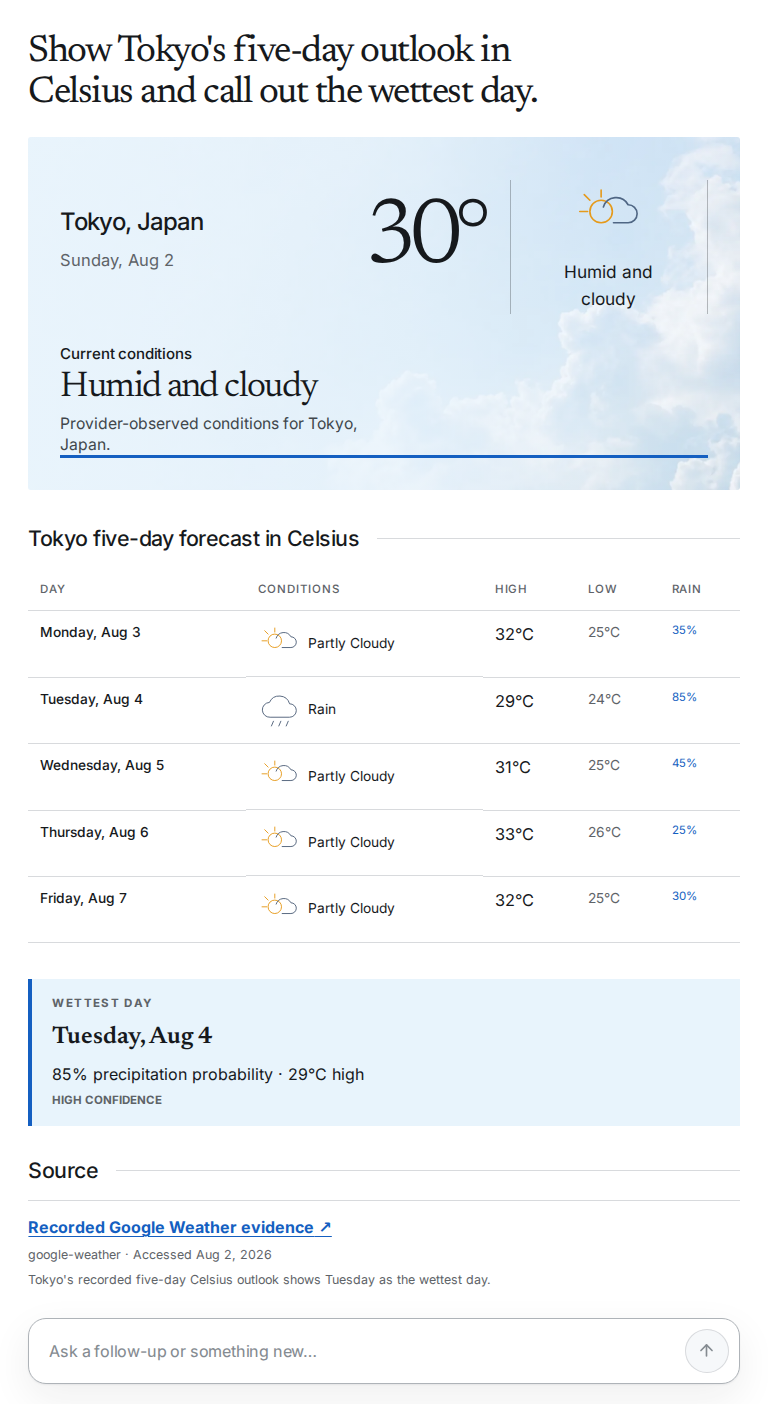 Show Tokyo's five-day outlook in
Celsius and call out the wettest day.
Tokyo, Japan
Sunday, Aug 2
30°
Humid and
cloudy
Current conditions
Humid and cloudy
Provider-observed conditions for Tokyo,
Japan.
Tokyo five-day forecast in Celsius
DAY CONDITIONS HIGH LOW RAIN
Monday, Aug 3 Partly Cloudy 32°C 25°C 35%
Tuesday, Aug 4 Rain 29°C 24°C 85%
Wednesday, Aug 5 Partly Cloudy 31°C 25°C 45%
Thursday, Aug 6 Partly Cloudy 33°C 26°C 25%
Friday, Aug 7 Partly Cloudy 32°C 25°C 30%
WETTEST DAY
Tuesday, Aug 4
85% precipitation probability · 29°C high
HIGH CONFIDENCE
Source
Recorded Google Weather evidence ↗
google-weather · Accessed Aug 2, 2026
Tokyo's recorded five-day Celsius outlook shows Tuesday as the wettest day.
Ask a follow-up or something new...